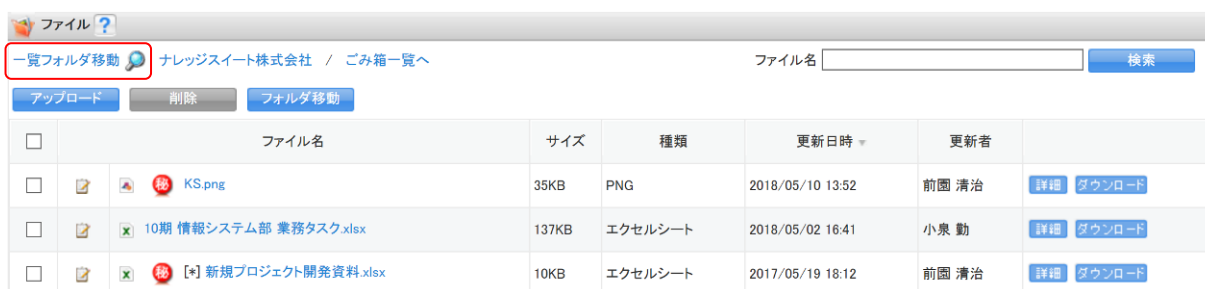 ファイル ?
一覧フォルダ移動 ナレッジスイート株式会社 / ごみ箱一覧へ ファイル名 検索
アップロード 削除 フォルダ移動
ファイル名 サイズ 種類 更新日時 更新者
秘 KS.png 35KB PNG 2018/05/10 13:52 前園 清治 詳細 ダウンロード
10期 情報システム部 業務タスク.xlsx 137KB エクセルシート 2018/05/02 16:41 小泉 勤 詳細 ダウンロード
秘 [*] 新規プロジェクト開発資料.xlsx 10KB エクセルシート 2017/05/19 18:12 前園 清治 詳細 ダウンロード